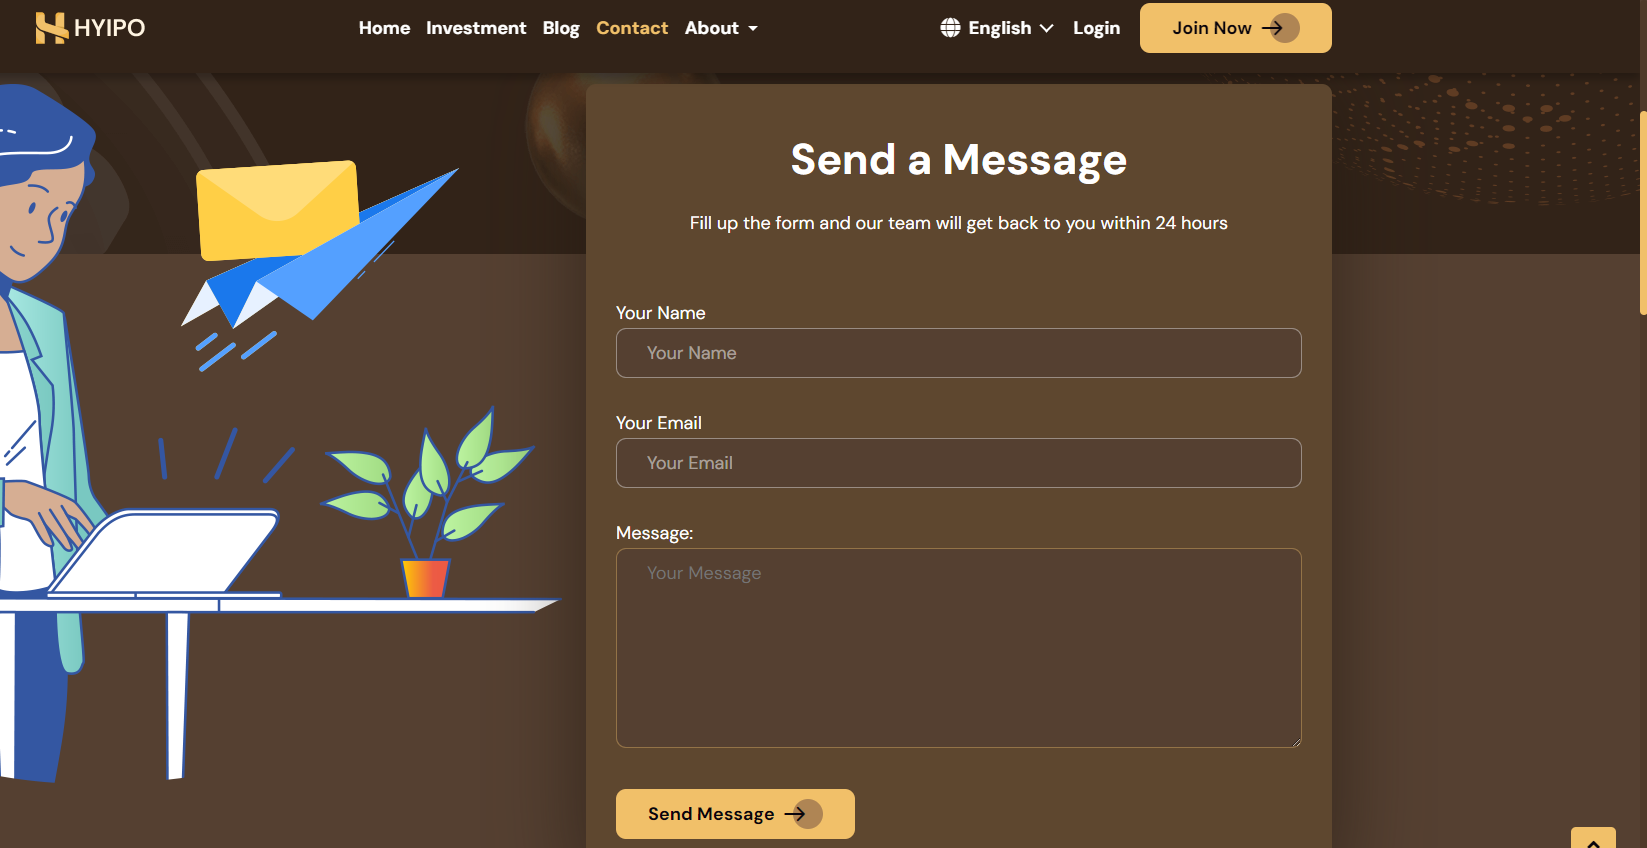 HYIPO
Home Investment Blog Contact About
English Login Join Now
Send a Message
Fill up the form and our team will get back to you within 24 hours
Your Name
Your Name
Your Email
Your Email
Message:
Your Message
Send Message